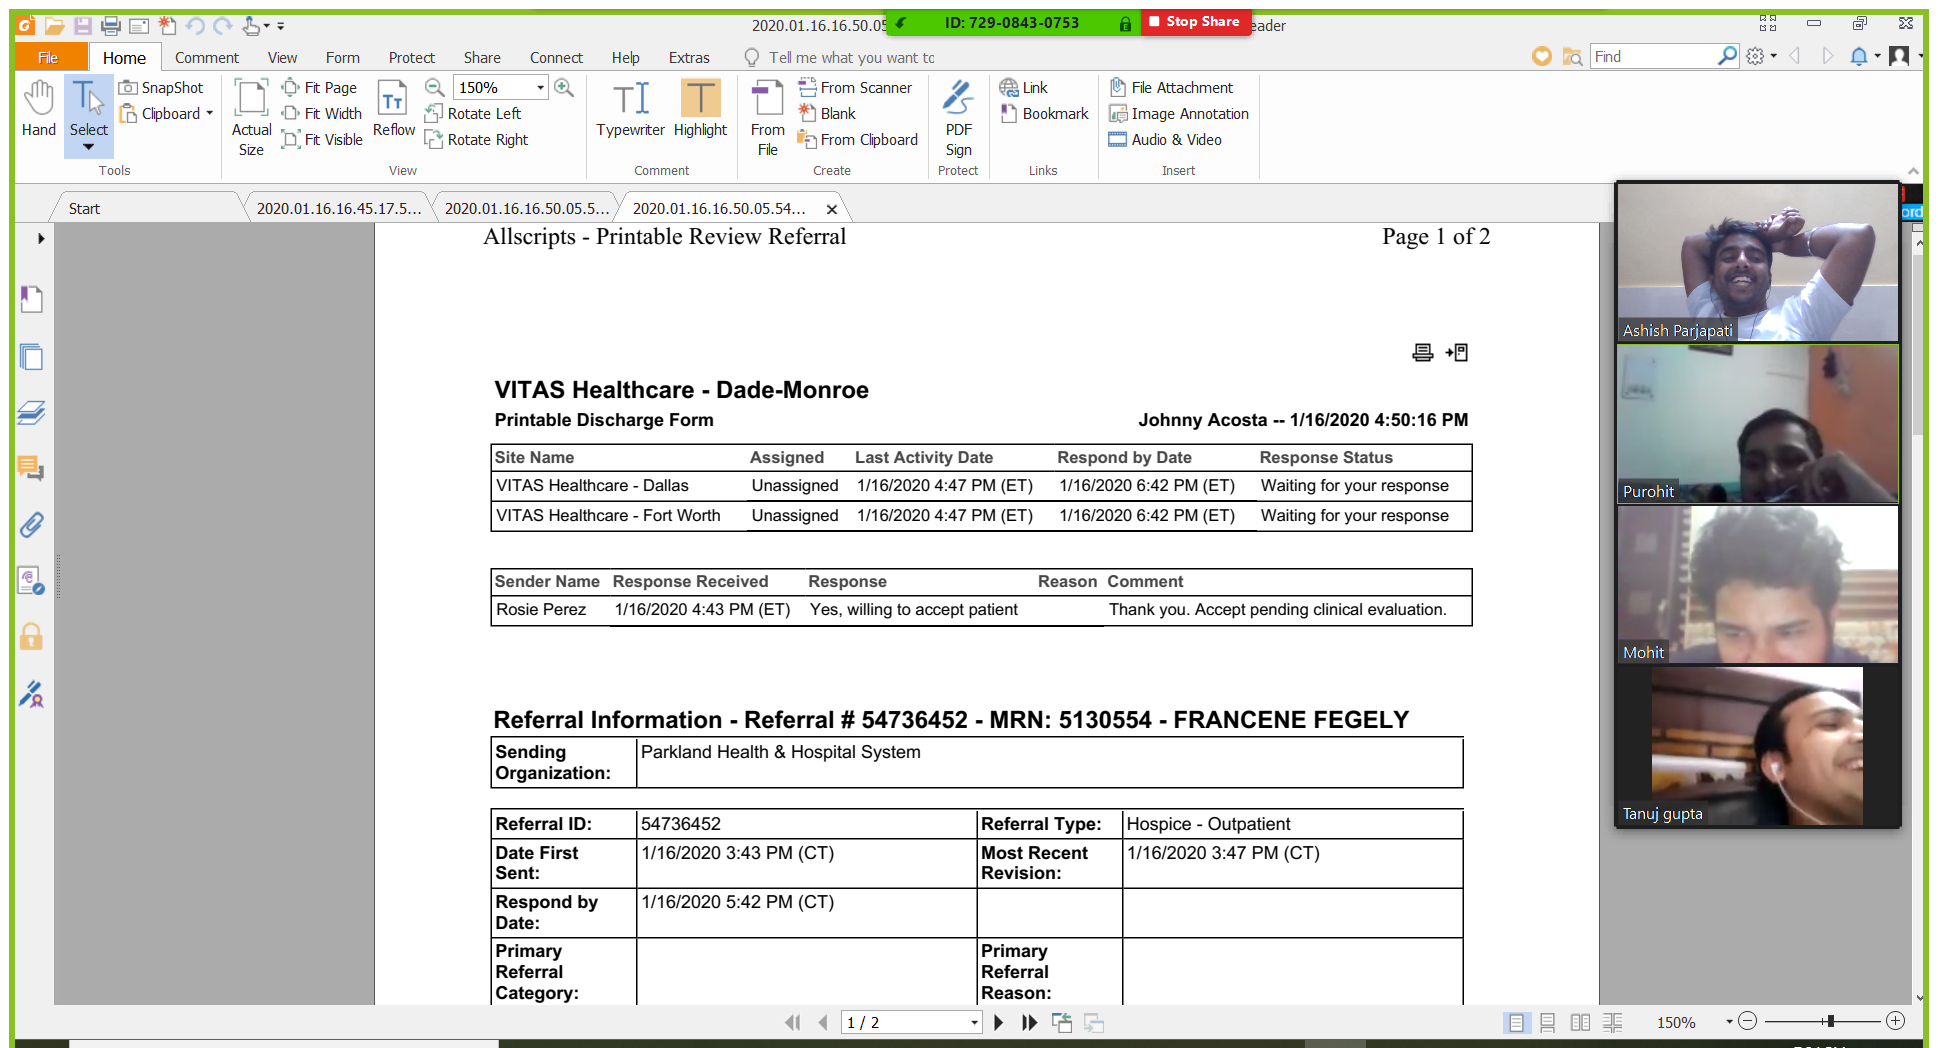 2020.01.16.16.50.05
ID: 729-0843-0753
Stop Share
eader
File Home Comment View Form Protect Share Connect Help Extras Tell me what you want to
Find
Hand
Select
SnapShot
Clipboard
Tools
Actual Size
Fit Page
Fit Width
Fit Visible
Reflow
150%
Rotate Left
Rotate Right
View
Typewriter
Highlight
Comment
From File
From Scanner
Blank
From Clipboard
Create
PDF Sign
Protect
Link
Bookmark
Links
File Attachment
Image Annotation
Audio & Video
Insert
Start 2020.01.16.16.45.17.5... 2020.01.16.16.50.05.5... 2020.01.16.16.50.05.54...
ord
Allscripts - Printable Review Referral Page 1 of 2
VITAS Healthcare - Dade-Monroe
Printable Discharge Form Johnny Acosta -- 1/16/2020 4:50:16 PM
Site Name Assigned Last Activity Date Respond by Date Response Status
VITAS Healthcare - Dallas Unassigned 1/16/2020 4:47 PM (ET) 1/16/2020 6:42 PM (ET) Waiting for your response
VITAS Healthcare - Fort Worth Unassigned 1/16/2020 4:47 PM (ET) 1/16/2020 6:42 PM (ET) Waiting for your response
Sender Name Response Received Response Reason Comment
Rosie Perez 1/16/2020 4:43 PM (ET) Yes, willing to accept patient Thank you. Accept pending clinical evaluation.
Referral Information - Referral # 54736452 - MRN: 5130554 - FRANCENE FEGELY
Sending Organization: Parkland Health & Hospital System
Referral ID: 54736452 Referral Type: Hospice - Outpatient
Date First Sent: 1/16/2020 3:43 PM (CT) Most Recent Revision: 1/16/2020 3:47 PM (CT)
Respond by Date: 1/16/2020 5:42 PM (CT)
Primary Referral Category: Primary Referral Reason:
Ashish Parjapati
Purohit
Mohit
Tanuj gupta
1 / 2
150%